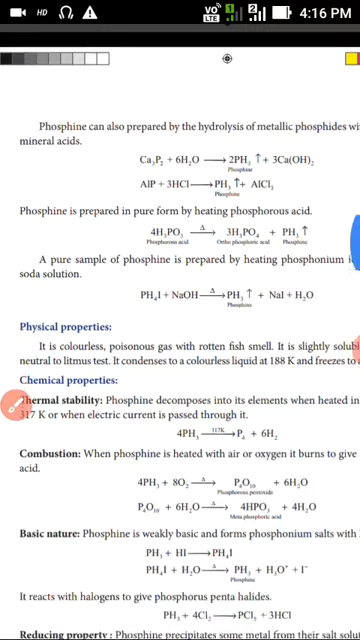 HD VO LTE 1 2 4:16 PM
Phosphine can also prepared by the hydrolysis of metallic phosphides wi
mineral acids.
Ca₃P₂ + 6H₂O ⟶ 2PH₃ ↑ + 3Ca(OH)₂
Phosphine
AlP + 3HCl ⟶ PH₃ ↑ + AlCl₃
Phosphine
Phosphine is prepared in pure form by heating phosphorous acid.
4H₃PO₃ —Δ→ 3H₃PO₄ + PH₃ ↑
Phosphorous acid Ortho phosphoric acid Phosphine
A pure sample of phosphine is prepared by heating phosphonium
soda solution.
PH₄I + NaOH —Δ→ PH₃ ↑ + NaI + H₂O
Phosphine
Physical properties:
It is colourless, poisonous gas with rotten fish smell. It is slightly solubl
neutral to litmus test. It condenses to a colourless liquid at 188 K and freezes to
Chemical properties:
Thermal stability: Phosphine decomposes into its elements when heated in
317 K or when electric current is passed through it.
4PH₃ —317K→ P₄ + 6H₂
Combustion: When phosphine is heated with air or oxygen it burns to give
acid.
4PH₃ + 8O₂ —Δ→ P₄O₁₀ + 6H₂O
Phosphorous pentoxide
P₄O₁₀ + 6H₂O —Δ→ 4HPO₃ + 4H₂O
Meta phosphoric acid
Basic nature: Phosphine is weakly basic and forms phosphonium salts with
PH₃ + HI ⟶ PH₄I
PH₄I + H₂O —Δ→ PH₃ + H₃O⁺ + I⁻
Phosphine
It reacts with halogens to give phosphorous penta halides.
PH₃ + 4Cl₂ ⟶ PCl₅ + 3HCl
Reducing property : Phosphine precipitates some metal from their salt solu